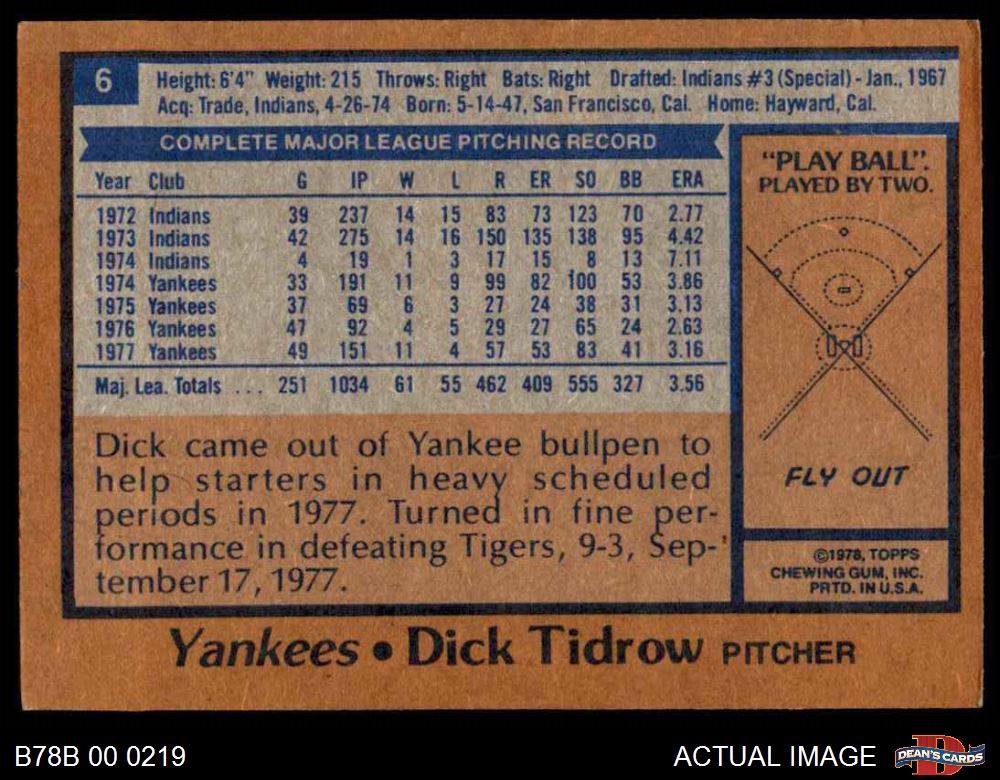 6
Height: 6'4" Weight: 215 Throws: Right Bats: Right Drafted: Indians #3 (Special) - Jan., 1967
Acq: Trade, Indians, 4-26-74 Born: 5-14-47, San Francisco, Cal. Home: Hayward, Cal.
COMPLETE MAJOR LEAGUE PITCHING RECORD
Year Club G IP W L R ER SO BB ERA
1972 Indians 39 237 14 15 83 73 123 70 2.77
1973 Indians 42 275 14 16 150 135 138 95 4.42
1974 Indians 4 19 1 3 17 15 8 13 7.11
1974 Yankees 33 191 11 9 99 82 100 53 3.86
1975 Yankees 37 69 6 3 27 24 38 31 3.13
1976 Yankees 47 92 4 5 29 27 65 24 2.63
1977 Yankees 49 151 11 4 57 53 83 41 3.16
Maj. Lea. Totals ... 251 1034 61 55 462 409 555 327 3.56
Dick came out of Yankee bullpen to
help starters in heavy scheduled
periods in 1977. Turned in fine per-
formance in defeating Tigers, 9-3, Sep-
tember 17, 1977.
"PLAY BALL".
PLAYED BY TWO.
FLY OUT
©1978, TOPPS
CHEWING GUM, INC.
PRTD. IN U.S.A.
Yankees • Dick Tidrow PITCHER
B78B 00 0219
ACTUAL IMAGE
D
DEAN'S CARDS